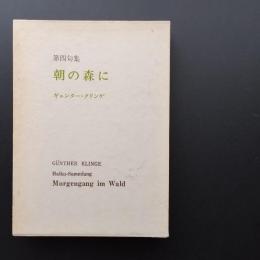 第四句集
朝の森に
ギュンター・クリンゲ
GÜNTHER KLINGE
Haiku-Sammlung
Morgengang im Wald